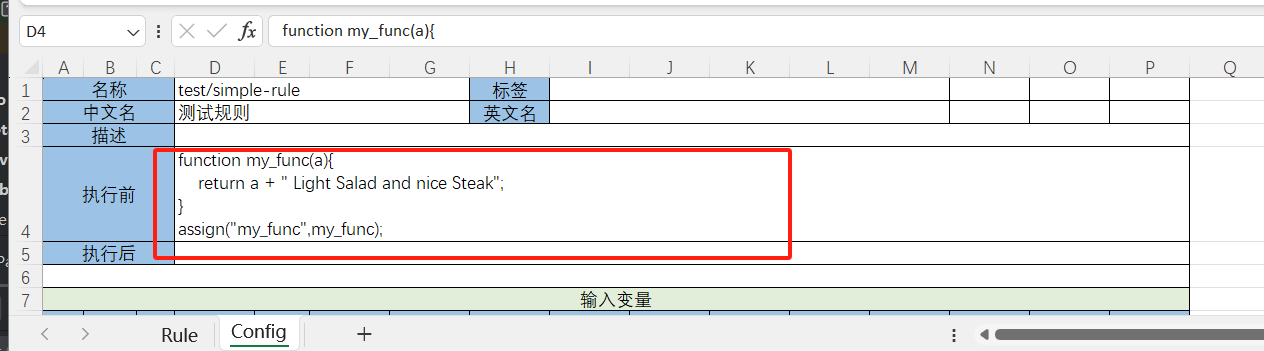 D4 fx function my_func(a){
A B C D E F G H I J K L M N O P Q
1 名称 test/simple-rule 标签
2 中文名 测试规则 英文名
3 描述
执行前
function my_func(a){
return a + " Light Salad and nice Steak";
}
4 assign("my_func",my_func);
5 执行后
6
7 输入变量
Rule Config +